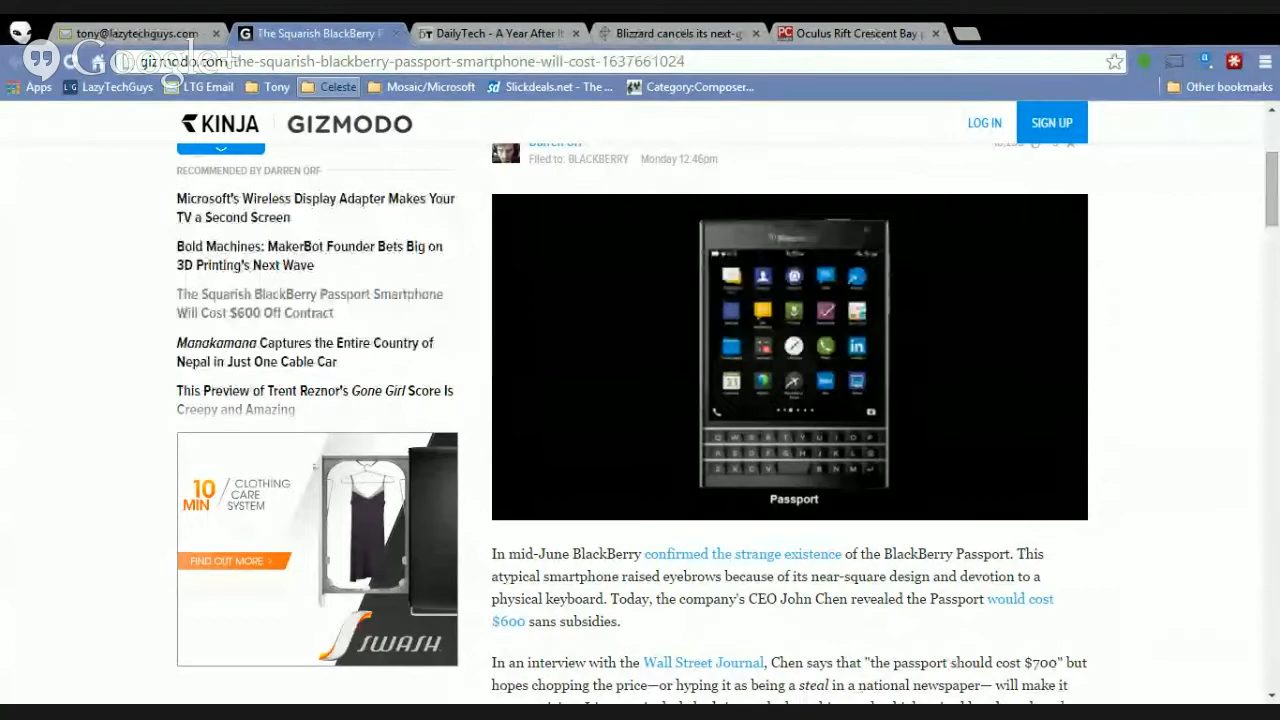 tony@lazytechguys.com
The Squarish BlackBerry P
DailyTech - A Year After I
Blizzard cancels its next-g
Oculus Rift Crescent Bay
Google+
gizmodo.com/the-squarish-blackberry-passport-smartphone-will-cost-1637661024
Apps
LazyTechGuys
LTG Email
Tony
Celeste
Mosaic/Microsoft
Slickdeals.net - The ...
Category:Composer...
Other bookmarks
KINJA
GIZMODO
LOG IN
SIGN UP
Filed to: BLACKBERRY Monday 12:46pm
RECOMMENDED BY DARREN ORF
Microsoft's Wireless Display Adapter Makes Your
TV a Second Screen
Bold Machines: MakerBot Founder Bets Big on
3D Printing's Next Wave
The Squarish BlackBerry Passport Smartphone
Will Cost $600 Off Contract
Manakamana Captures the Entire Country of
Nepal in Just One Cable Car
This Preview of Trent Reznor's Gone Girl Score Is
Creepy and Amazing
10 MIN
CLOTHING
CARE
SYSTEM
FIND OUT MORE >
SWASH
Passport
In mid-June BlackBerry confirmed the strange existence of the BlackBerry Passport. This
atypical smartphone raised eyebrows because of its near-square design and devotion to a
physical keyboard. Today, the company's CEO John Chen revealed the Passport would cost
$600 sans subsidies.
In an interview with the Wall Street Journal, Chen says that "the passport should cost $700" but
hopes chopping the price—or hyping it as being a steal in a national newspaper— will make it